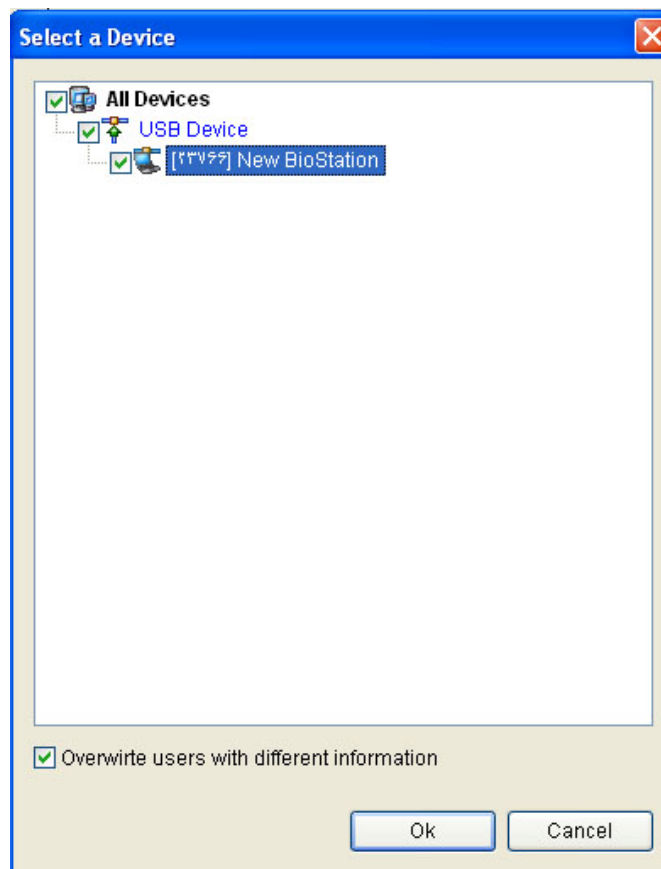 Select a Device
All Devices
USB Device
[۲۳۷۶۶] New BioStation
Overwirte users with different information
Ok
Cancel